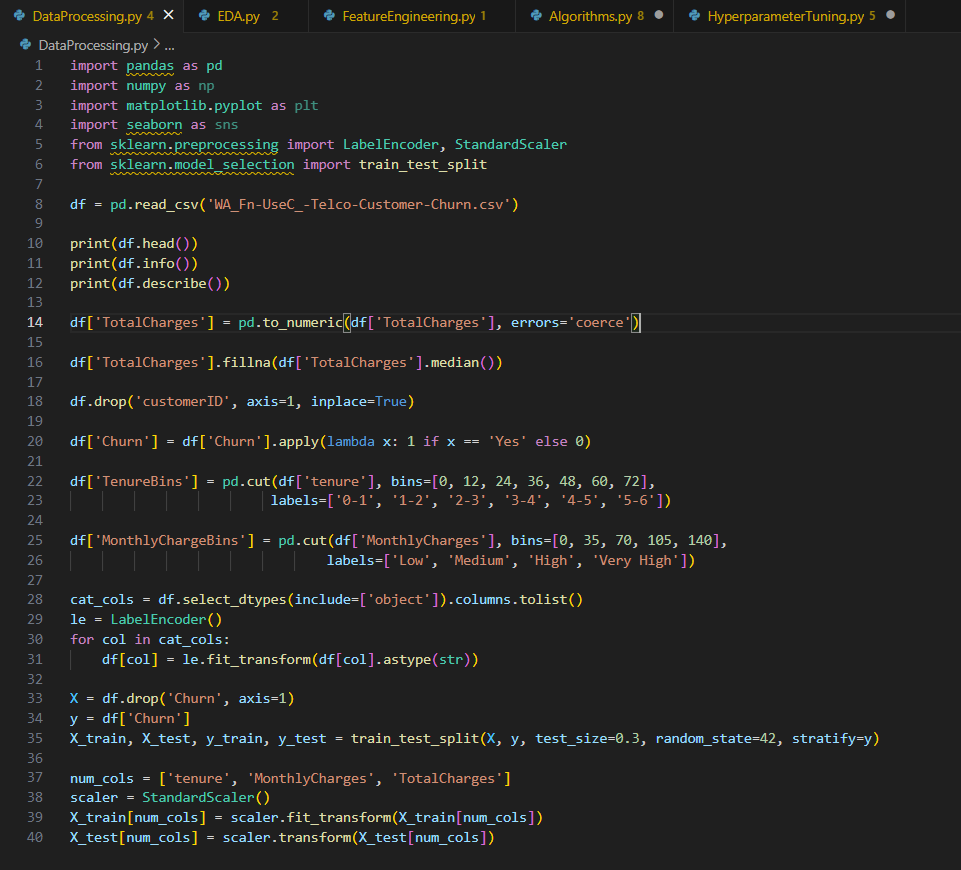 DataProcessing.py 4 EDA.py 2 FeatureEngineering.py 1 Algorithms.py 8 HyperparameterTuning.py 5
DataProcessing.py > ...
1 import pandas as pd
2 import numpy as np
3 import matplotlib.pyplot as plt
4 import seaborn as sns
5 from sklearn.preprocessing import LabelEncoder, StandardScaler
6 from sklearn.model_selection import train_test_split
7
8 df = pd.read_csv('WA_Fn-UseC_-Telco-Customer-Churn.csv')
9
10 print(df.head())
11 print(df.info())
12 print(df.describe())
13
14 df['TotalCharges'] = pd.to_numeric(df['TotalCharges'], errors='coerce')
15
16 df['TotalCharges'].fillna(df['TotalCharges'].median())
17
18 df.drop('customerID', axis=1, inplace=True)
19
20 df['Churn'] = df['Churn'].apply(lambda x: 1 if x == 'Yes' else 0)
21
22 df['TenureBins'] = pd.cut(df['tenure'], bins=[0, 12, 24, 36, 48, 60, 72],
23 labels=['0-1', '1-2', '2-3', '3-4', '4-5', '5-6'])
24
25 df['MonthlyChargeBins'] = pd.cut(df['MonthlyCharges'], bins=[0, 35, 70, 105, 140],
26 labels=['Low', 'Medium', 'High', 'Very High'])
27
28 cat_cols = df.select_dtypes(include=['object']).columns.tolist()
29 le = LabelEncoder()
30 for col in cat_cols:
31 df[col] = le.fit_transform(df[col].astype(str))
32
33 X = df.drop('Churn', axis=1)
34 y = df['Churn']
35 X_train, X_test, y_train, y_test = train_test_split(X, y, test_size=0.3, random_state=42, stratify=y)
36
37 num_cols = ['tenure', 'MonthlyCharges', 'TotalCharges']
38 scaler = StandardScaler()
39 X_train[num_cols] = scaler.fit_transform(X_train[num_cols])
40 X_test[num_cols] = scaler.transform(X_test[num_cols])